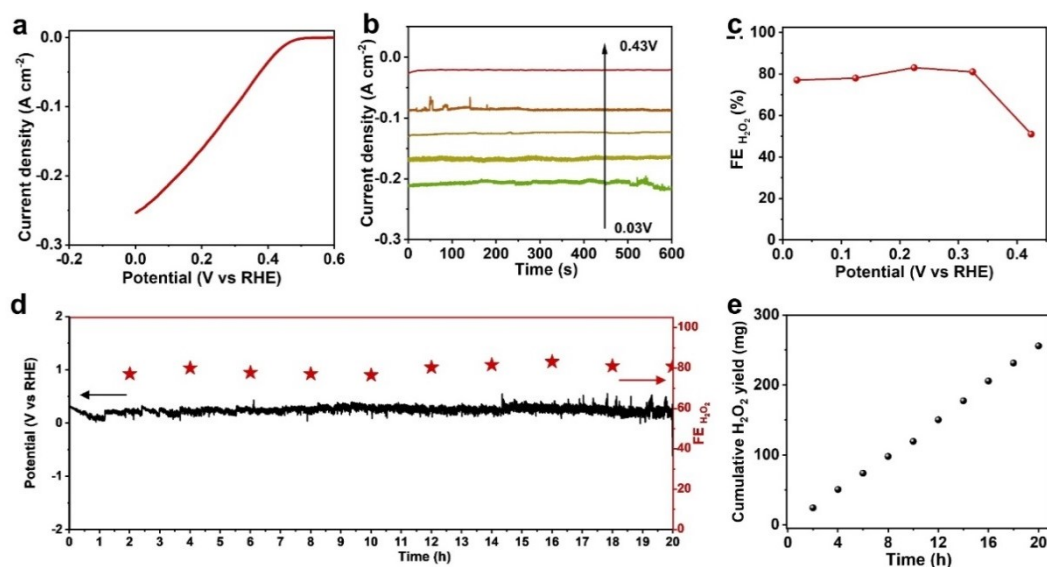 a
0.0
-0.1
-0.2
-0.3
Current density (A cm⁻²)
-0.2 0.0 0.2 0.4 0.6
Potential (V vs RHE)
b
0.0
-0.1
-0.2
-0.3
Current density (A cm⁻²)
0.43V
0.03V
0 100 200 300 400 500 600
Time (s)
c
100
80
60
40
20
0
FE H₂O₂ (%)
0.0 0.1 0.2 0.3 0.4
Potential (V vs RHE)
d
2
1
0
-1
-2
Potential (V vs RHE)
100
80
60
40
20
0
FE H₂O₂
0 1 2 3 4 5 6 7 8 9 10 11 12 13 14 15 16 17 18 19 20
Time (h)
e
300
200
100
0
Cumulative H₂O₂ yield (mg)
0 4 8 12 16 20
Time (h)